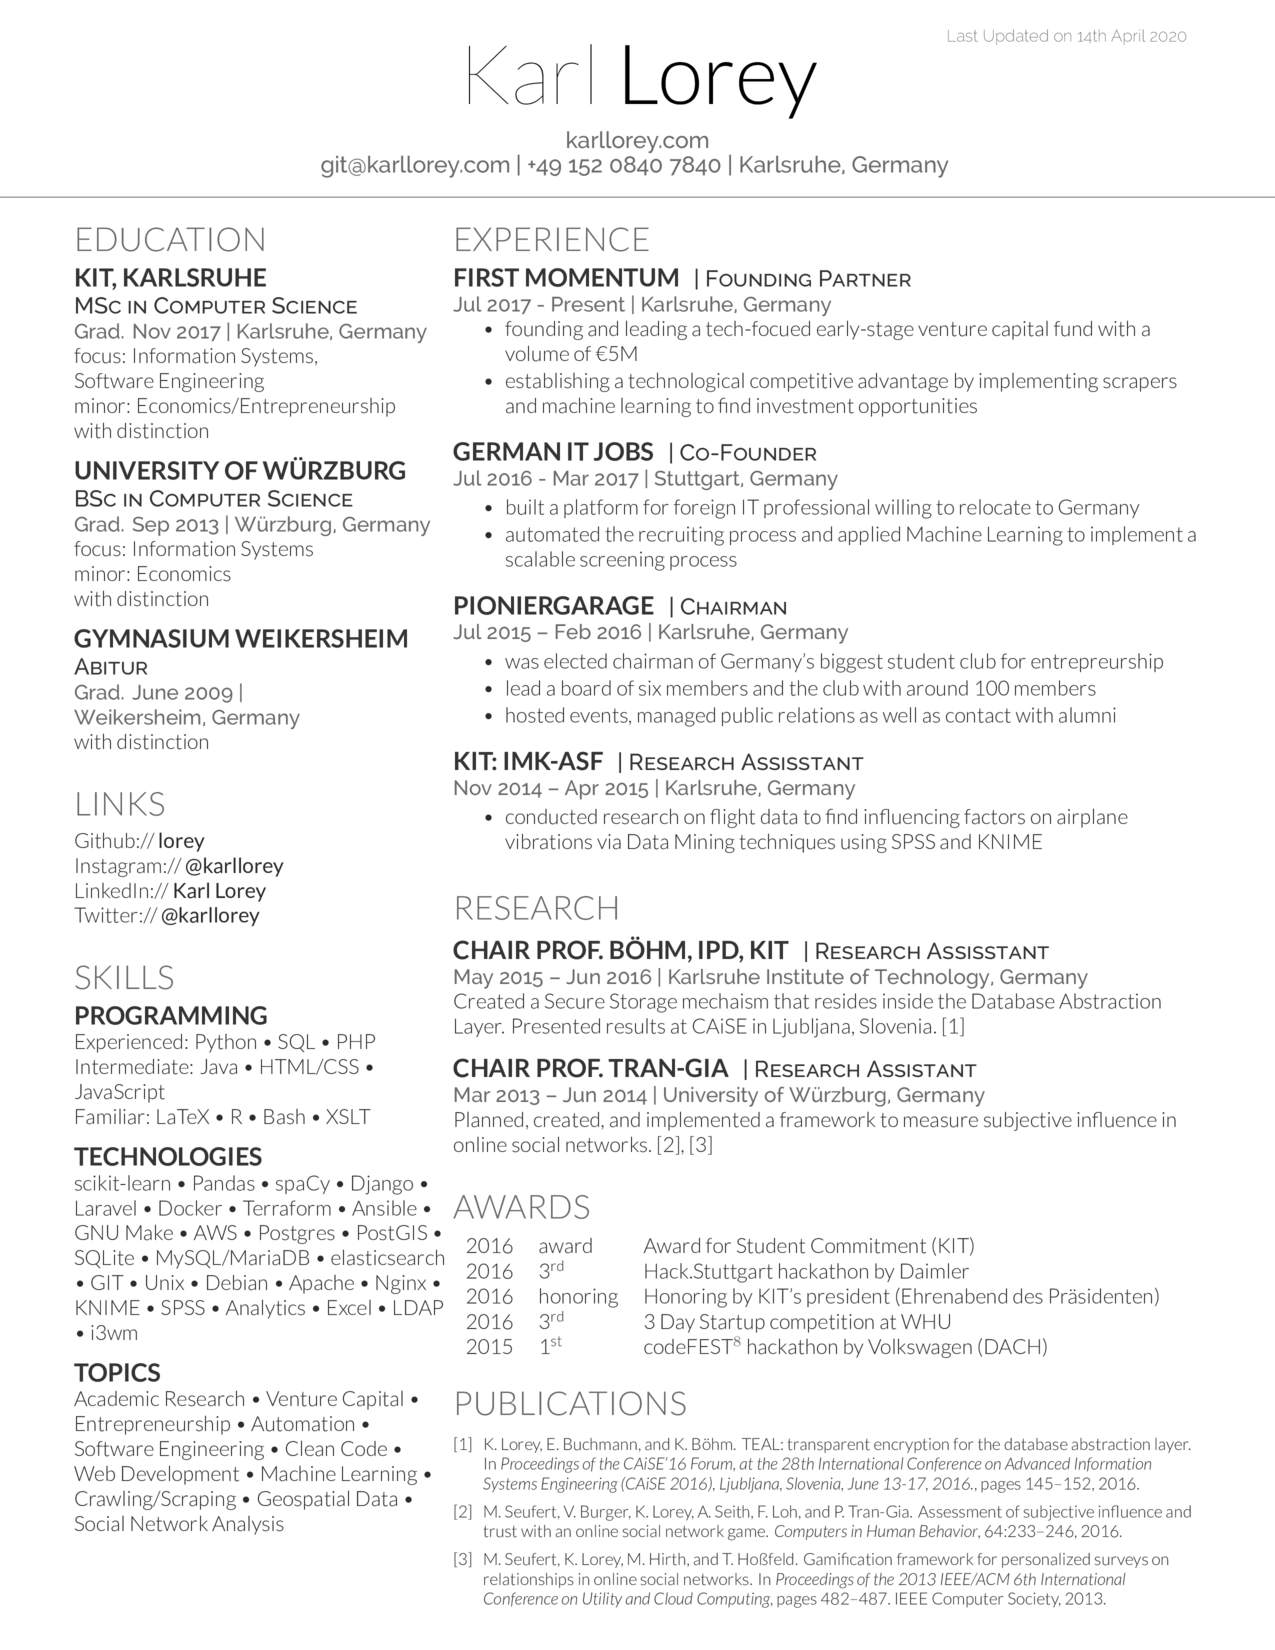 Last Updated on 14th April 2020
Karl Lorey
karllorey.com
git@karllorey.com | +49 152 0840 7840 | Karlsruhe, Germany
EDUCATION
KIT, KARLSRUHE
MSc in Computer Science
Grad. Nov 2017 | Karlsruhe, Germany
focus: Information Systems,
Software Engineering
minor: Economics/Entrepreneurship
with distinction
UNIVERSITY OF WÜRZBURG
BSc in Computer Science
Grad. Sep 2013 | Würzburg, Germany
focus: Information Systems
minor: Economics
with distinction
GYMNASIUM WEIKERSHEIM
Abitur
Grad. June 2009 |
Weikersheim, Germany
with distinction
LINKS
Github:// lorey
Instagram:// @karllorey
LinkedIn:// Karl Lorey
Twitter:// @karllorey
SKILLS
PROGRAMMING
Experienced: Python • SQL • PHP
Intermediate: Java • HTML/CSS •
JavaScript
Familiar: LaTeX • R • Bash • XSLT
TECHNOLOGIES
scikit-learn • Pandas • spaCy • Django •
Laravel • Docker • Terraform • Ansible •
GNU Make • AWS • Postgres • PostGIS •
SQLite • MySQL/MariaDB • elasticsearch
• GIT • Unix • Debian • Apache • Nginx •
KNIME • SPSS • Analytics • Excel • LDAP
• i3wm
TOPICS
Academic Research • Venture Capital •
Entrepreneurship • Automation •
Software Engineering • Clean Code •
Web Development • Machine Learning •
Crawling/Scraping • Geospatial Data •
Social Network Analysis
EXPERIENCE
FIRST MOMENTUM | Founding Partner
Jul 2017 - Present | Karlsruhe, Germany
• founding and leading a tech-focued early-stage venture capital fund with a
volume of €5M
• establishing a technological competitive advantage by implementing scrapers
and machine learning to find investment opportunities
GERMAN IT JOBS | Co-Founder
Jul 2016 - Mar 2017 | Stuttgart, Germany
• built a platform for foreign IT professional willing to relocate to Germany
• automated the recruiting process and applied Machine Learning to implement a
scalable screening process
PIONIERGARAGE | Chairman
Jul 2015 – Feb 2016 | Karlsruhe, Germany
• was elected chairman of Germany's biggest student club for entrepreurship
• lead a board of six members and the club with around 100 members
• hosted events, managed public relations as well as contact with alumni
KIT: IMK-ASF | Research Assisstant
Nov 2014 – Apr 2015 | Karlsruhe, Germany
• conducted research on flight data to find influencing factors on airplane
vibrations via Data Mining techniques using SPSS and KNIME
RESEARCH
CHAIR PROF. BÖHM, IPD, KIT | Research Assisstant
May 2015 – Jun 2016 | Karlsruhe Institute of Technology, Germany
Created a Secure Storage mechaism that resides inside the Database Abstraction
Layer. Presented results at CAiSE in Ljubljana, Slovenia. [1]
CHAIR PROF. TRAN-GIA | Research Assistant
Mar 2013 – Jun 2014 | University of Würzburg, Germany
Planned, created, and implemented a framework to measure subjective influence in
online social networks. [2], [3]
AWARDS
2016 award Award for Student Commitment (KIT)
2016 3rd Hack.Stuttgart hackathon by Daimler
2016 honoring Honoring by KIT's president (Ehrenabend des Präsidenten)
2016 3rd 3 Day Startup competition at WHU
2015 1st codeFEST⁸ hackathon by Volkswagen (DACH)
PUBLICATIONS
[1] K. Lorey, E. Buchmann, and K. Böhm. TEAL: transparent encryption for the database abstraction layer.
In Proceedings of the CAiSE'16 Forum, at the 28th International Conference on Advanced Information
Systems Engineering (CAiSE 2016), Ljubljana, Slovenia, June 13-17, 2016., pages 145–152, 2016.
[2] M. Seufert, V. Burger, K. Lorey, A. Seith, F. Loh, and P. Tran-Gia. Assessment of subjective influence and
trust with an online social network game. Computers in Human Behavior, 64:233–246, 2016.
[3] M. Seufert, K. Lorey, M. Hirth, and T. Hoßfeld. Gamification framework for personalized surveys on
relationships in online social networks. In Proceedings of the 2013 IEEE/ACM 6th International
Conference on Utility and Cloud Computing, pages 482–487. IEEE Computer Society, 2013.